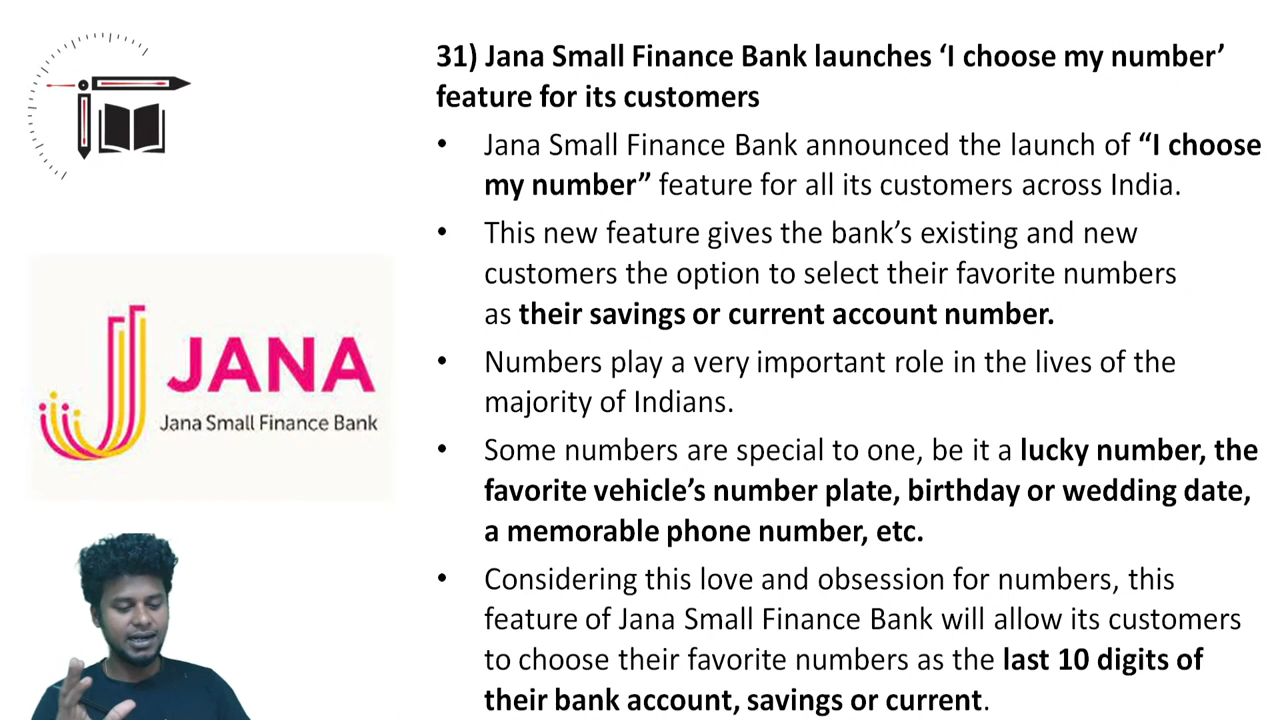 31) Jana Small Finance Bank launches ‘I choose my number’
feature for its customers
• Jana Small Finance Bank announced the launch of “I choose
my number” feature for all its customers across India.
• This new feature gives the bank’s existing and new
customers the option to select their favorite numbers
as their savings or current account number.
• Numbers play a very important role in the lives of the
majority of Indians.
• Some numbers are special to one, be it a lucky number, the
favorite vehicle’s number plate, birthday or wedding date,
a memorable phone number, etc.
• Considering this love and obsession for numbers, this
feature of Jana Small Finance Bank will allow its customers
to choose their favorite numbers as the last 10 digits of
their bank account, savings or current.
JANA
Jana Small Finance Bank